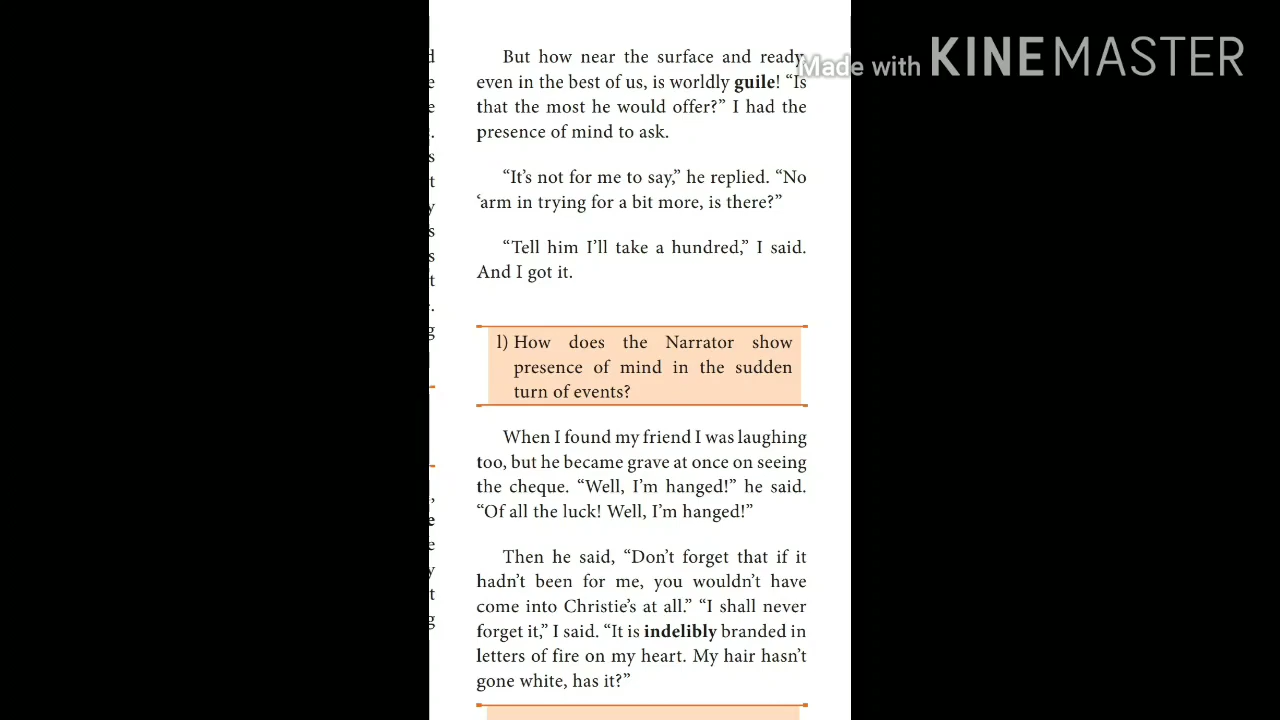 Made with KINEMASTER
But how near the surface and ready,
even in the best of us, is worldly guile! “Is
that the most he would offer?” I had the
presence of mind to ask.
“It’s not for me to say,” he replied. “No
‘arm in trying for a bit more, is there?”
“Tell him I’ll take a hundred,” I said.
And I got it.
l) How does the Narrator show
presence of mind in the sudden
turn of events?
When I found my friend I was laughing
too, but he became grave at once on seeing
the cheque. “Well, I’m hanged!” he said.
“Of all the luck! Well, I’m hanged!”
Then he said, “Don’t forget that if it
hadn’t been for me, you wouldn’t have
come into Christie’s at all.” “I shall never
forget it,” I said. “It is indelibly branded in
letters of fire on my heart. My hair hasn’t
gone white, has it?”